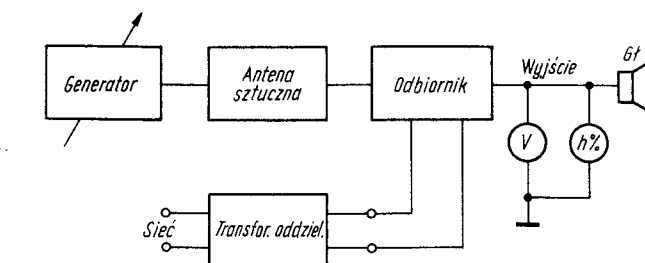 Generator
Antena
sztuczna
Odbiornik
Wyjście
Gł
V
h%
Sieć
Transfor. oddziel.